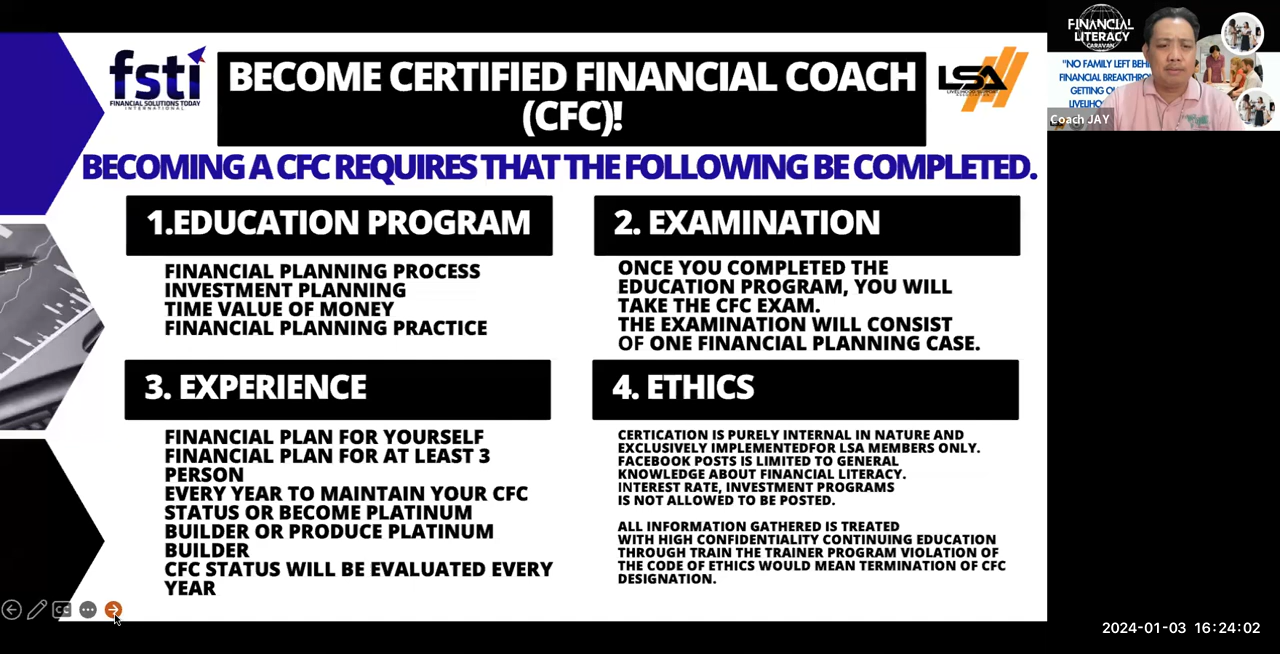 fsti
FINANCIAL SOLUTIONS TODAY
INTERNATIONAL
BECOME CERTIFIED FINANCIAL COACH
(CFC)!
LSA
BECOMING A CFC REQUIRES THAT THE FOLLOWING BE COMPLETED.
1.EDUCATION PROGRAM
FINANCIAL PLANNING PROCESS
INVESTMENT PLANNING
TIME VALUE OF MONEY
FINANCIAL PLANNING PRACTICE
2. EXAMINATION
ONCE YOU COMPLETED THE
EDUCATION PROGRAM, YOU WILL
TAKE THE CFC EXAM.
THE EXAMINATION WILL CONSIST
OF ONE FINANCIAL PLANNING CASE.
3. EXPERIENCE
FINANCIAL PLAN FOR YOURSELF
FINANCIAL PLAN FOR AT LEAST 3
PERSON
EVERY YEAR TO MAINTAIN YOUR CFC
STATUS OR BECOME PLATINUM
BUILDER OR PRODUCE PLATINUM
BUILDER
CFC STATUS WILL BE EVALUATED EVERY
YEAR
4. ETHICS
CERTICATION IS PURELY INTERNAL IN NATURE AND
EXCLUSIVELY IMPLEMENTEDFOR LSA MEMBERS ONLY.
FACEBOOK POSTS IS LIMITED TO GENERAL
KNOWLEDGE ABOUT FINANCIAL LITERACY.
INTEREST RATE, INVESTMENT PROGRAMS
IS NOT ALLOWED TO BE POSTED.
ALL INFORMATION GATHERED IS TREATED
WITH HIGH CONFIDENTIALITY CONTINUING EDUCATION
THROUGH TRAIN THE TRAINER PROGRAM VIOLATION OF
THE CODE OF ETHICS WOULD MEAN TERMINATION OF CFC
DESIGNATION.
CC
FINANCIAL
LITERACY
CARAVAN
"NO FAMILY LEFT
FINANCIAL
GETTING
Coach JAY
2024-01-03 16:24:02